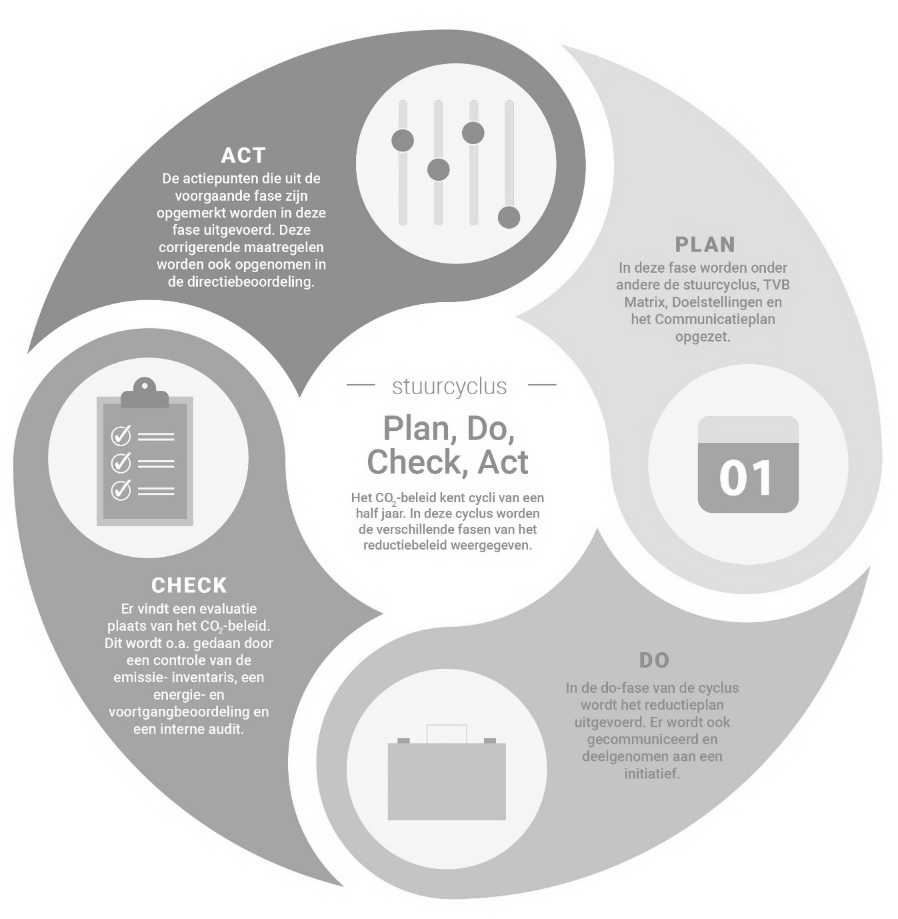 stuurcyclus
Plan, Do,
Check, Act
Het CO₂-beleid kent cycli van een
half jaar. In deze cyclus worden
de verschillende fasen van het
reductiebeleid weergegeven.
PLAN
In deze fase worden onder
andere de stuurcyclus, TVB
Matrix, Doelstellingen en
het Communicatieplan
opgezet.
01
DO
In de do-fase van de cyclus
wordt het reductieplan
uitgevoerd. Er wordt ook
gecommuniceerd en
deelgenomen aan een
initiatief.
CHECK
Er vindt een evaluatie
plaats van het CO₂-beleid.
Dit wordt o.a. gedaan door
een controle van de
emissie- inventaris, een
energie- en
voortgangbeoordeling en
een interne audit.
ACT
De actiepunten die uit de
voorgaande fase zijn
opgemerkt worden in deze
fase uitgevoerd. Deze
corrigerende maatregelen
worden ook opgenomen in
de directiebeoordeling.